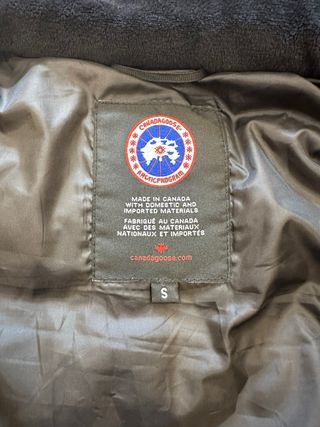 CANADA GOOSE
ARCTIC PROGRAM
MADE IN CANADA
WITH DOMESTIC AND
IMPORTED MATERIALS
FABRIQUÉ AU CANADA
AVEC DES MATERIAUX
NATIONAUX ET IMPORTÉS
canadagoose.com
S